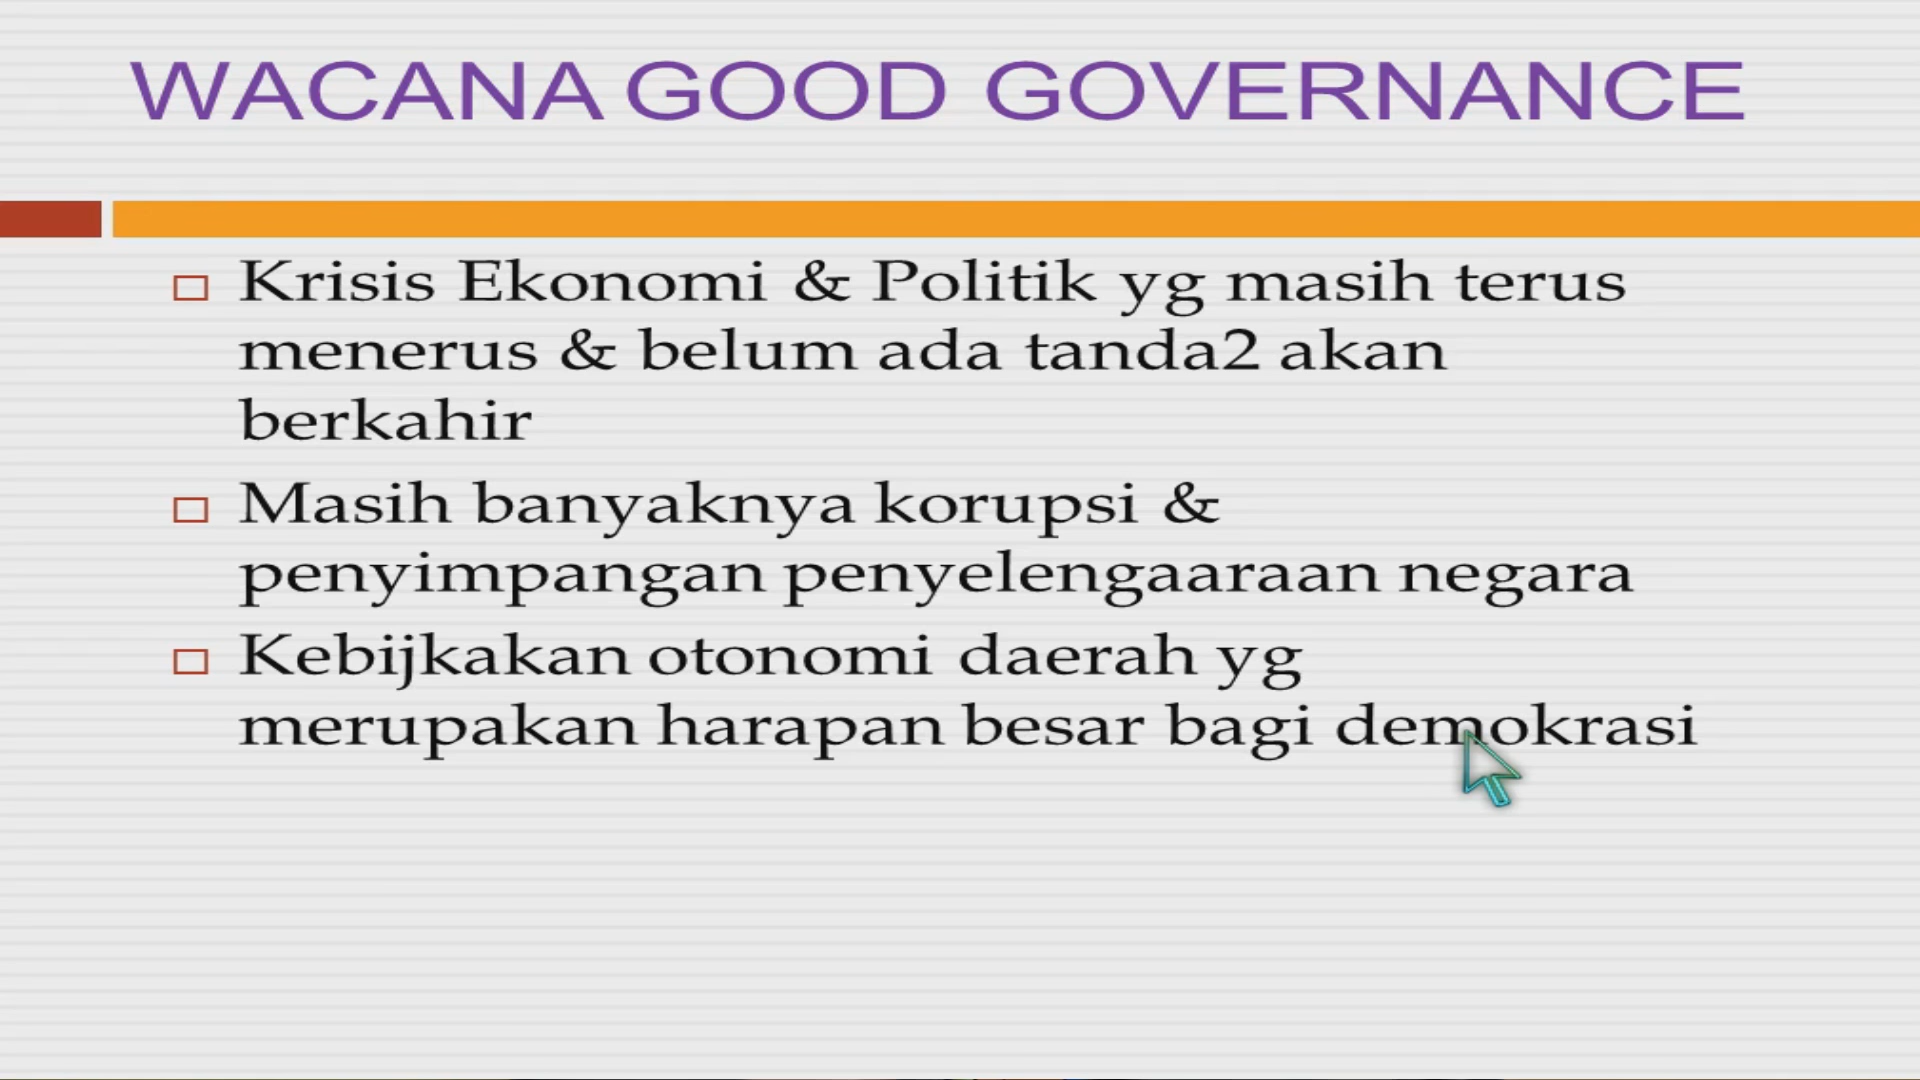 WACANA GOOD GOVERNANCE
Krisis Ekonomi & Politik yg masih terus
menerus & belum ada tanda2 akan
berkahir
Masih banyaknya korupsi &
penyimpangan penyelengaaraan negara
Kebijkakan otonomi daerah yg
merupakan harapan besar bagi demokrasi